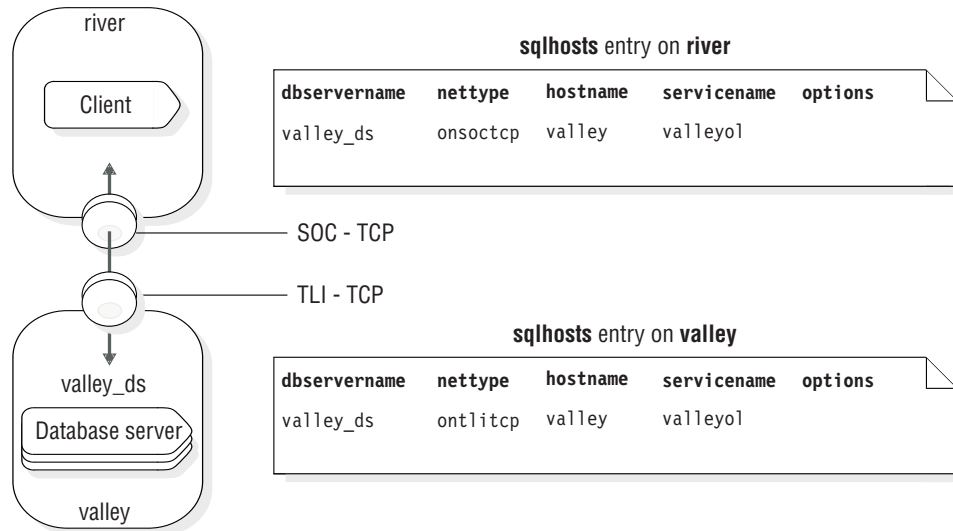 river
Client
sqlhosts entry on river
dbservername nettype hostname servicename options
valley_ds onsoctcp valley valleyol
SOC - TCP
TLI - TCP
sqlhosts entry on valley
dbservername nettype hostname servicename options
valley_ds ontlitcp valley valleyol
valley_ds
Database server
valley